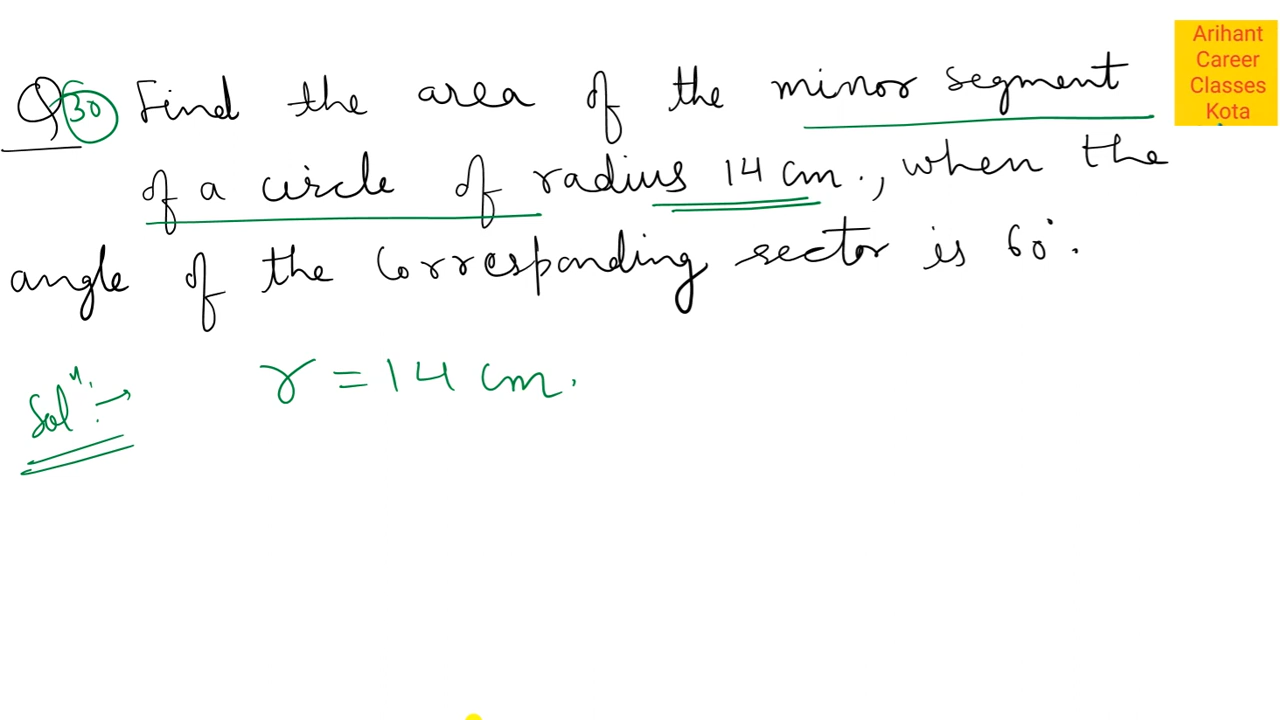 Q 30 Find the area of the minor segment
of a circle of radius 14 cm., when the
angle of the corresponding sector is 60°.
Solⁿ:→ r = 14 cm.
Arihant
Career
Classes
Kota